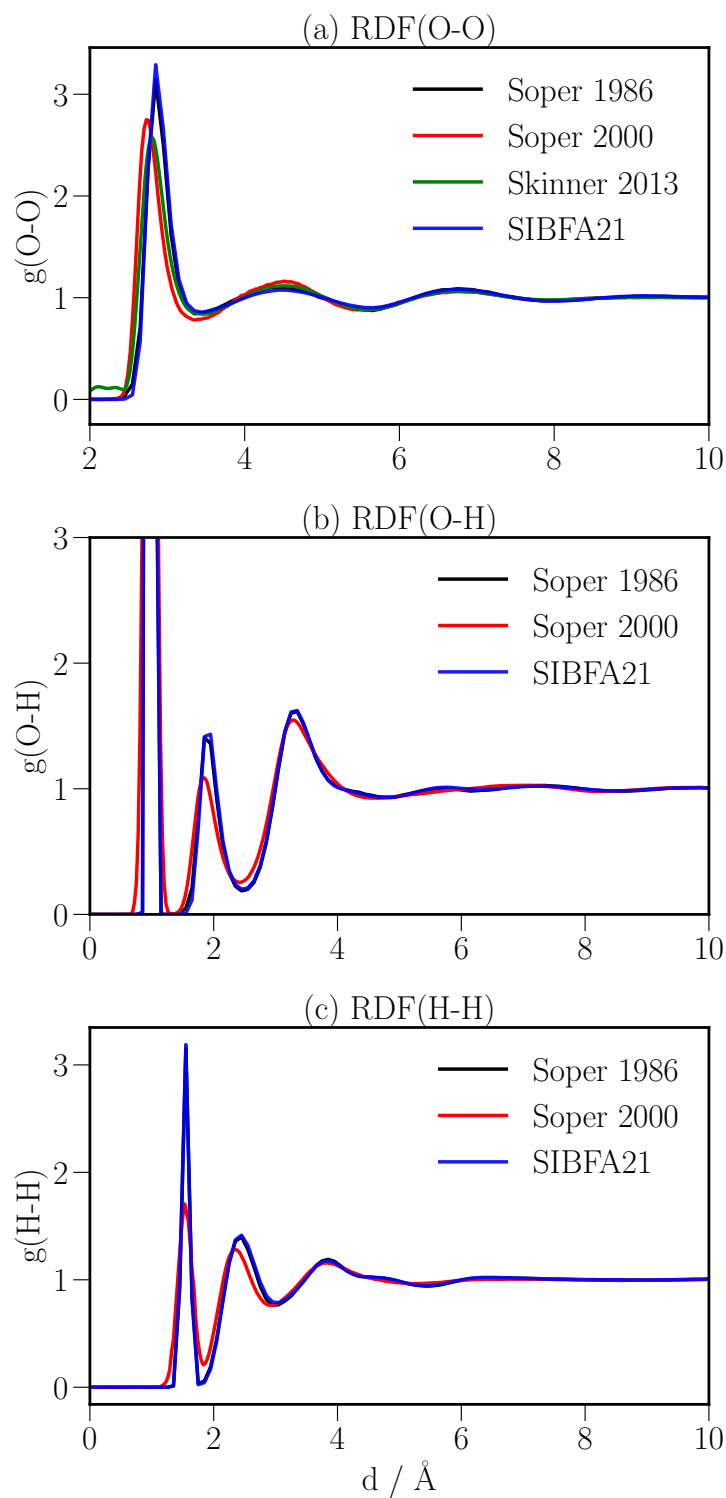 (a) RDF(O-O)
g(O-O)
3
2
1
0
Soper 1986
Soper 2000
Skinner 2013
SIBFA21
2 4 6 8 10
(b) RDF(O-H)
g(O-H)
3
2
1
0
Soper 1986
Soper 2000
SIBFA21
0 2 4 6 8 10
(c) RDF(H-H)
g(H-H)
3
2
1
0
Soper 1986
Soper 2000
SIBFA21
0 2 4 6 8 10
d / Å